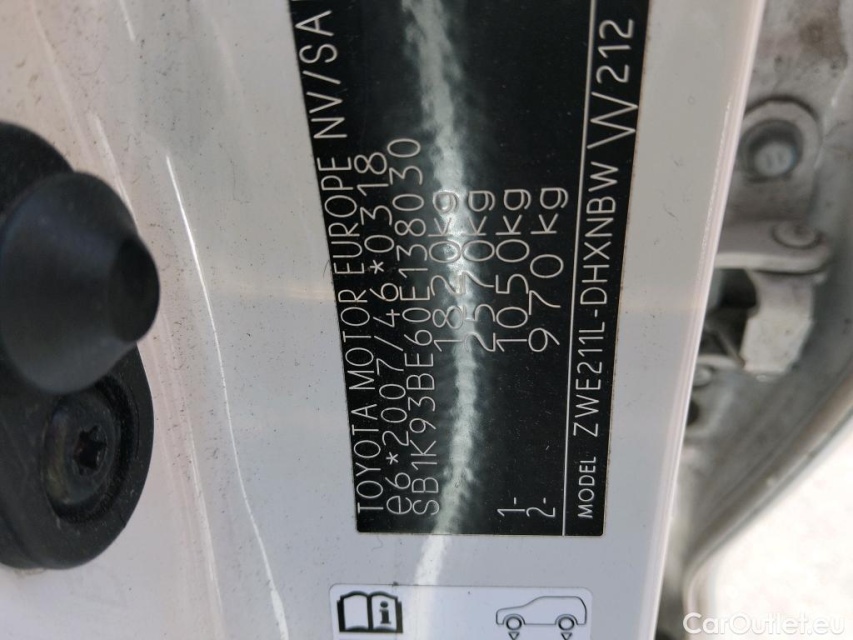 TOYOTA MOTOR EUROPE NV/SA
e6*2007/46*0318
SB1K93BE60E138030
1820kg
2570kg
1- 1050kg
2- 970kg
MODEL ZWE211L-DHXNBW W212
CarOutlet.eu